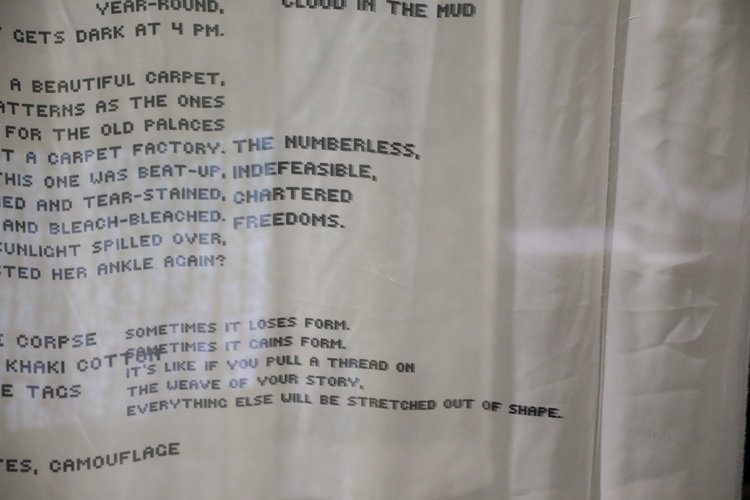 YEAR-ROUND,
GETS DARK AT 4 PM.
CLOUD IN THE MUD
A BEAUTIFUL CARPET,
AS THE ONES
FOR THE OLD PALACES
A CARPET FACTORY.
ONE WAS BEAT-UP,
AND TEAR-STAINED,
AND BLEACH-BLEACHED.
SPILLED OVER,
HER ANKLE AGAIN?
THE NUMBERLESS,
INDEFEASIBLE,
CHARTERED
FREEDOMS.
CORPSE
KHAKI COTTON
TAGS
CAMOUFLAGE
SOMETIMES IT LOSES FORM.
SOMETIMES IT GAINS FORM.
IT'S LIKE IF YOU PULL A THREAD ON
THE WEAVE OF YOUR STORY,
EVERYTHING ELSE WILL BE STRETCHED OUT OF SHAPE.